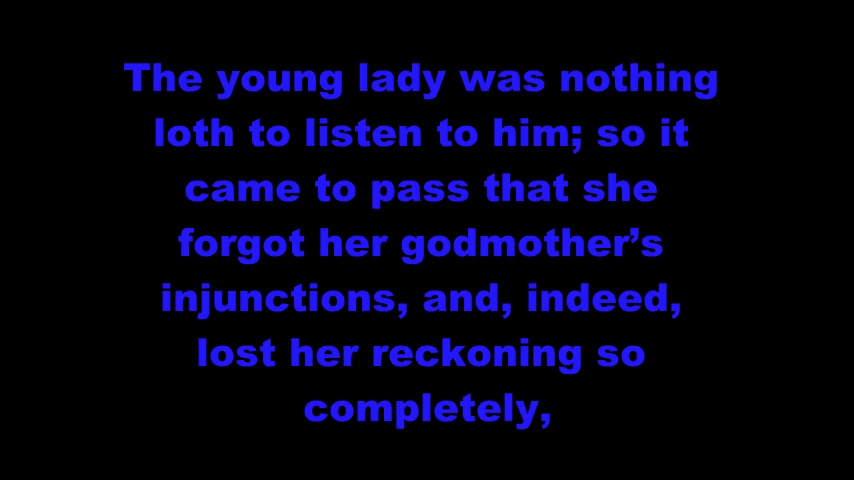 The young lady was nothing
loth to listen to him; so it
came to pass that she
forgot her godmother’s
injunctions, and, indeed,
lost her reckoning so
completely,